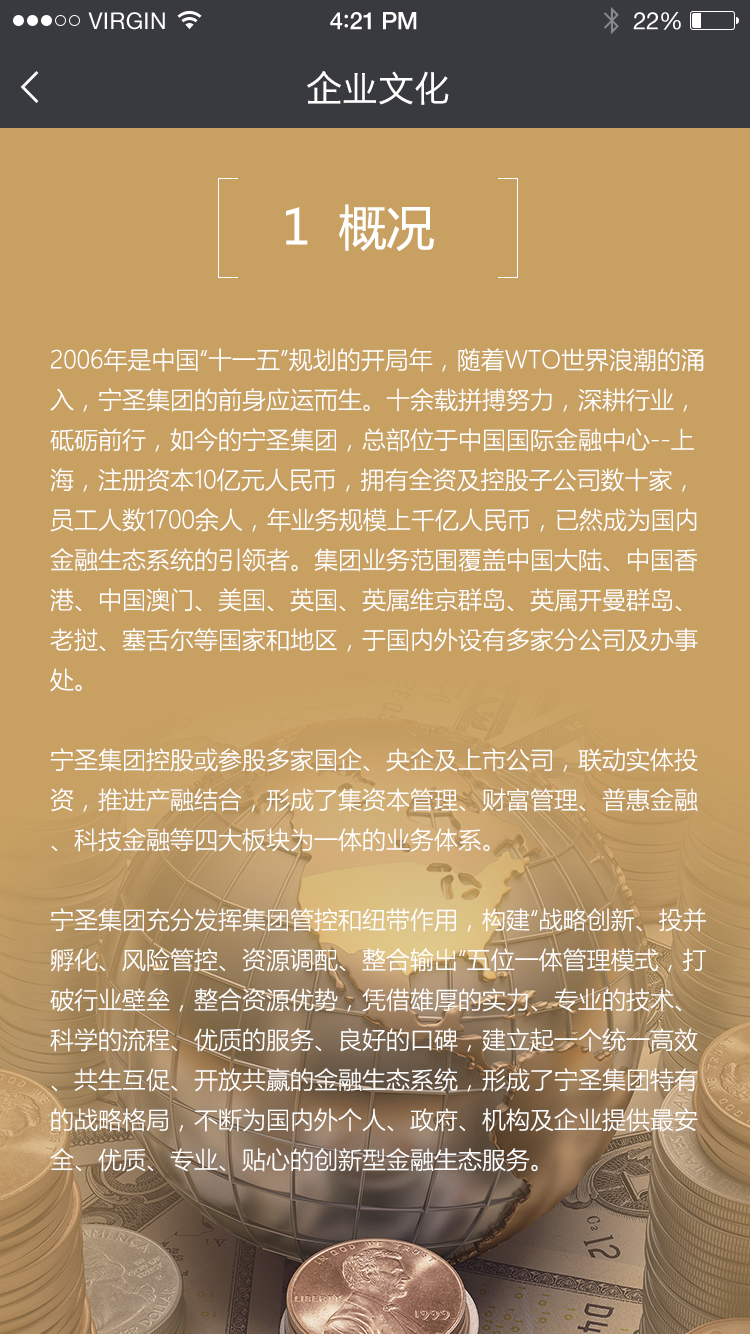 VIRGIN
4:21 PM
22%
企业文化
1 概况
2006年是中国“十一五”规划的开局年，随着WTO世界浪潮的涌
入，宁圣集团的前身应运而生。十余载拼搏努力，深耕行业，
砥砺前行，如今的宁圣集团，总部位于中国国际金融中心--上
海，注册资本10亿元人民币，拥有全资及控股子公司数十家，
员工人数1700余人，年业务规模上千亿人民币，已然成为国内
金融生态系统的引领者。集团业务范围覆盖中国大陆、中国香
港、中国澳门、美国、英国、英属维京群岛、英属开曼群岛、
老挝、塞舌尔等国家和地区，于国内外设有多家分公司及办事
处。
宁圣集团控股或参股多家国企、央企及上市公司，联动实体投
资，推进产融结合，形成了集资本管理、财富管理、普惠金融
、科技金融等四大板块为一体的业务体系。
宁圣集团充分发挥集团管控和纽带作用，构建“战略创新、投并
孵化、风险管控、资源调配、整合输出”五位一体管理模式，打
破行业壁垒，整合资源优势，凭借雄厚的实力、专业的技术、
科学的流程、优质的服务、良好的口碑，建立起一个统一高效
、共生互促、开放共赢的金融生态系统，形成了宁圣集团特有
的战略格局，不断为国内外个人、政府、机构及企业提供最安
全、优质、专业、贴心的创新型金融生态服务。
G2
12
LIBERTY
1999